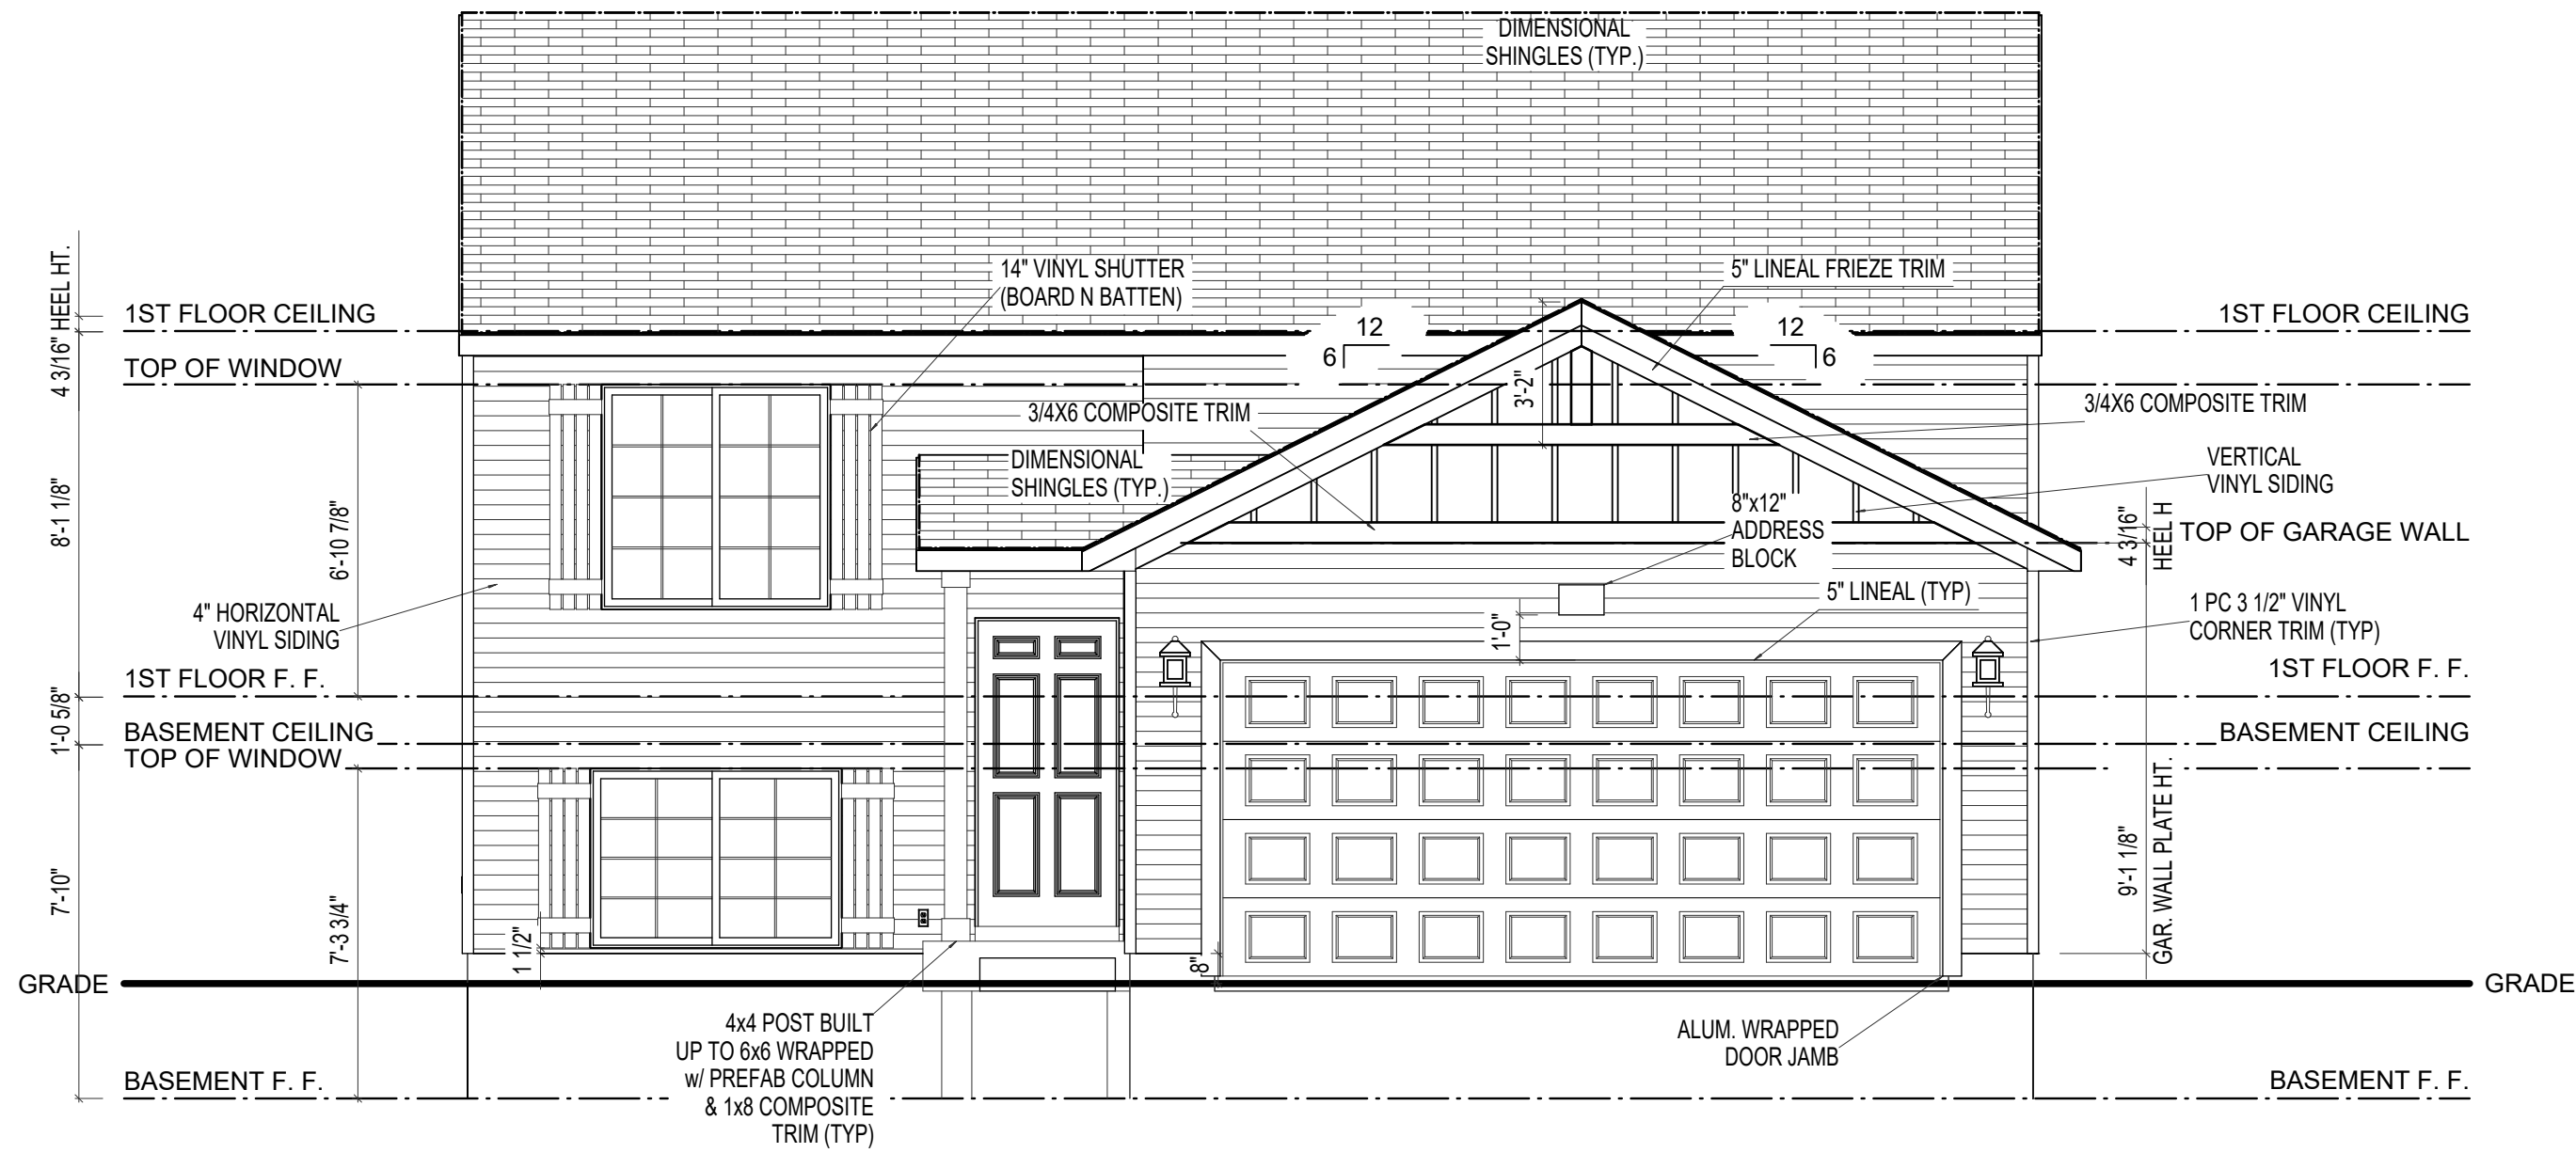 DIMENSIONAL
SHINGLES (TYP.)
14" VINYL SHUTTER
(BOARD N BATTEN)
5" LINEAL FRIEZE TRIM
4 3/16" HEEL HT.
1ST FLOOR CEILING
12
6
12
6
1ST FLOOR CEILING
TOP OF WINDOW
3'-2"
3/4X6 COMPOSITE TRIM
3/4X6 COMPOSITE TRIM
DIMENSIONAL
SHINGLES (TYP.)
VERTICAL
VINYL SIDING
8'-1 1/8"
6'-10 7/8"
8"x12"
ADDRESS
BLOCK
4 3/16"
HEEL H
TOP OF GARAGE WALL
5" LINEAL (TYP)
4" HORIZONTAL
VINYL SIDING
1'-0"
1 PC 3 1/2" VINYL
CORNER TRIM (TYP)
1ST FLOOR F. F.
1ST FLOOR F. F.
1'-0 5/8"
BASEMENT CEILING
BASEMENT CEILING
TOP OF WINDOW
7'-10"
7'-3 3/4"
1 1/2"
8"
9'-1 1/8"
GAR. WALL PLATE HT.
GRADE
GRADE
4x4 POST BUILT
UP TO 6x6 WRAPPED
w/ PREFAB COLUMN
& 1x8 COMPOSITE
TRIM (TYP)
ALUM. WRAPPED
DOOR JAMB
BASEMENT F. F.
BASEMENT F. F.